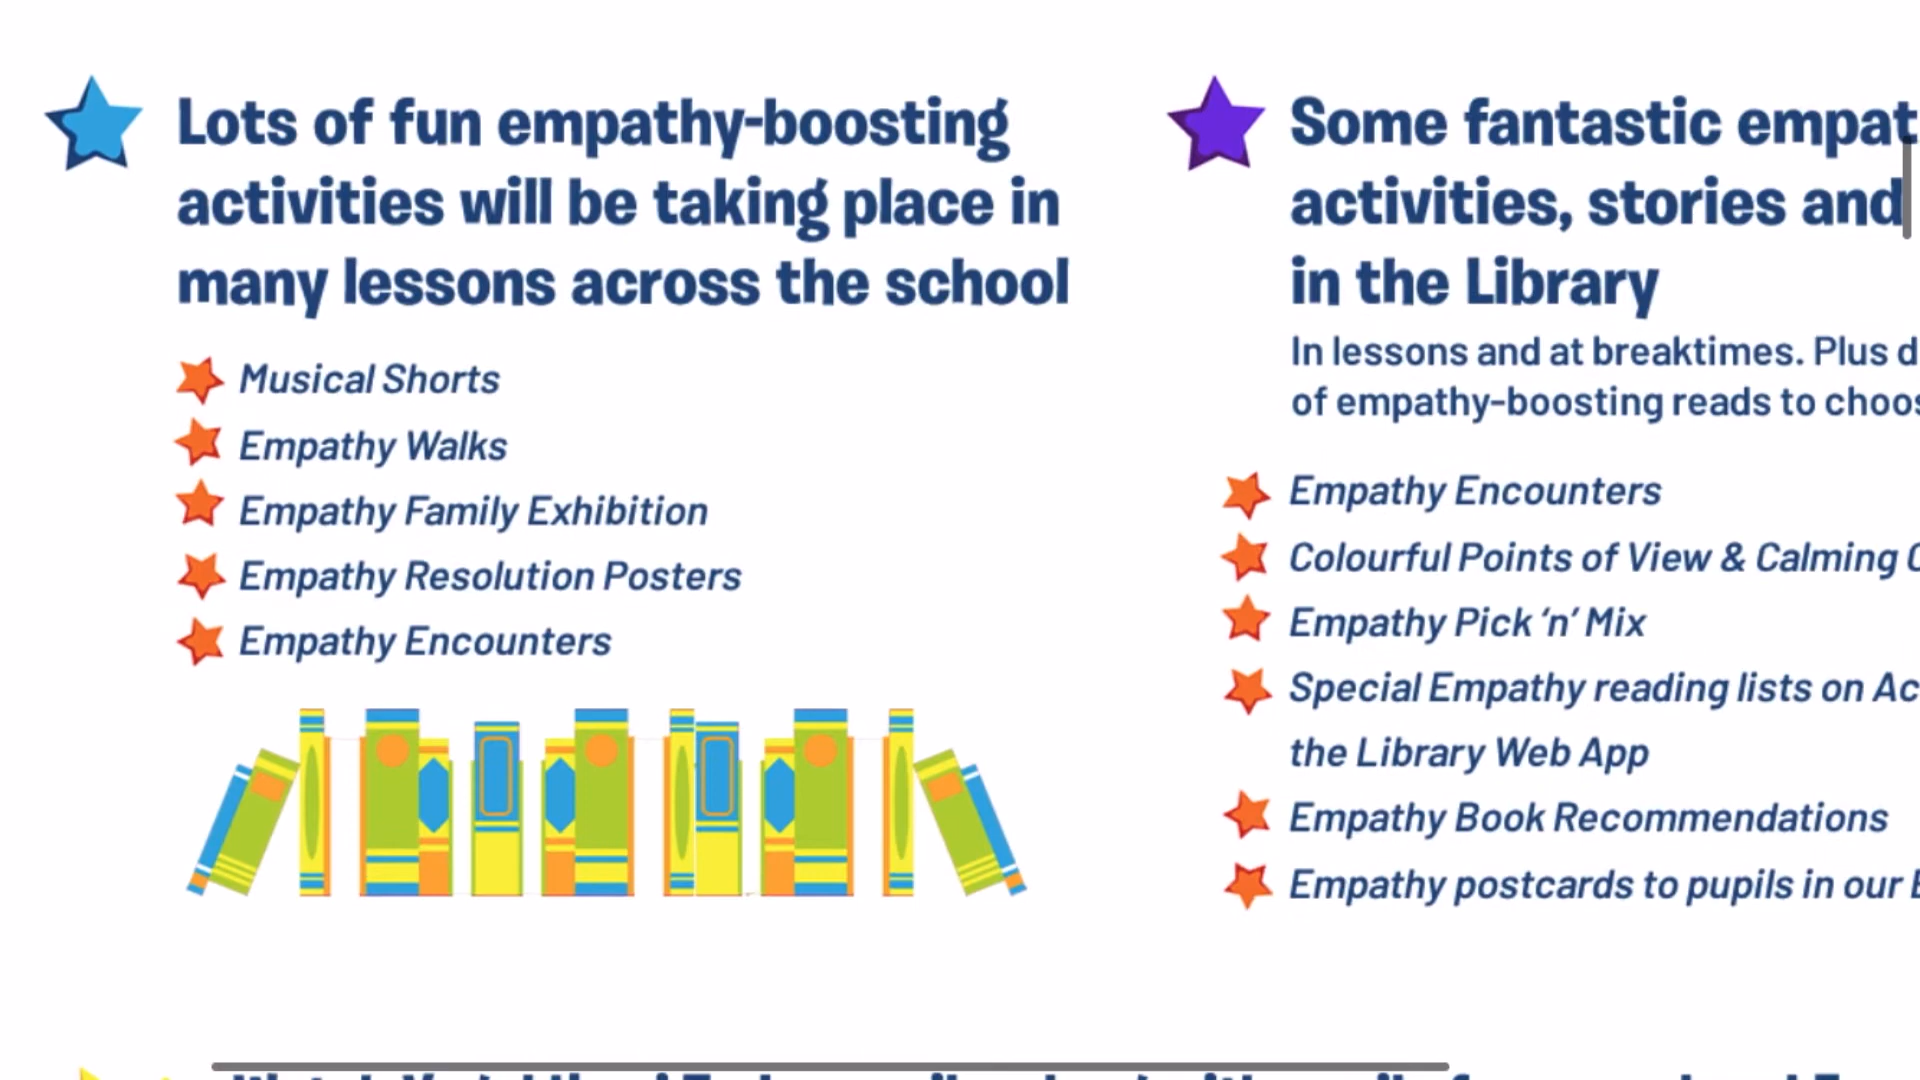 Lots of fun empathy-boosting
activities will be taking place in
many lessons across the school
Musical Shorts
Empathy Walks
Empathy Family Exhibition
Empathy Resolution Posters
Empathy Encounters
Some fantastic
activities, stories and
in the Library
In lessons and at breaktimes. Plus
of empathy-boosting reads to
Empathy Encounters
Colourful Points of View & Calming
Empathy Pick ‘n’ Mix
Special Empathy reading lists on
the Library Web App
Empathy Book Recommendations
Empathy postcards to pupils in our